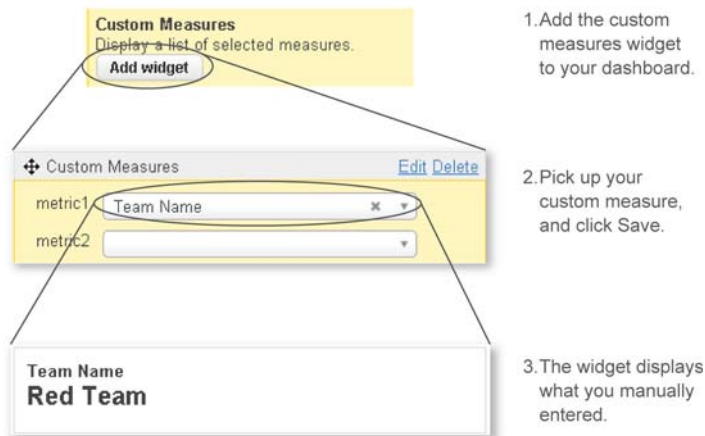 Custom Measures
Display a list of selected measures.
Add widget
1.Add the custom
measures widget
to your dashboard.
Custom Measures
Edit Delete
metric1
Team Name
metric2
2.Pick up your
custom measure,
and click Save.
Team Name
Red Team
3.The widget displays
what you manually
entered.